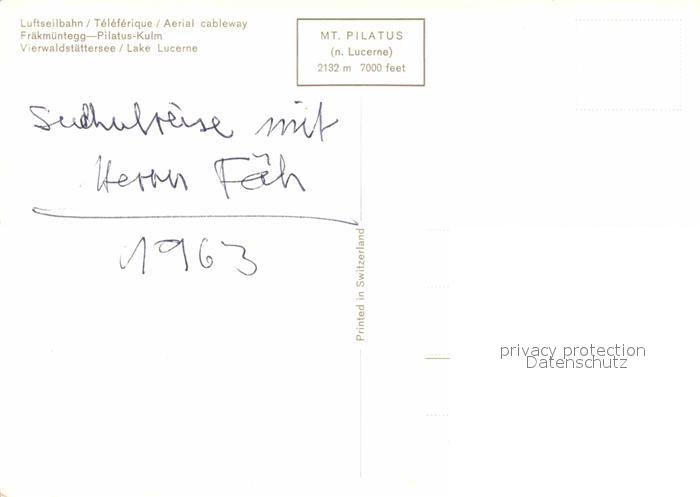 Luftseilbahn / Téléférique / Aerial cableway
Fräkmüntegg—Pilatus-Kulm
Vierwaldstättersee / Lake Lucerne
MT. PILATUS
(n. Lucerne)
2132 m 7000 feet
mit
Herrn Fäh
1963
Printed in Switzerland
privacy protection
Datenschutz